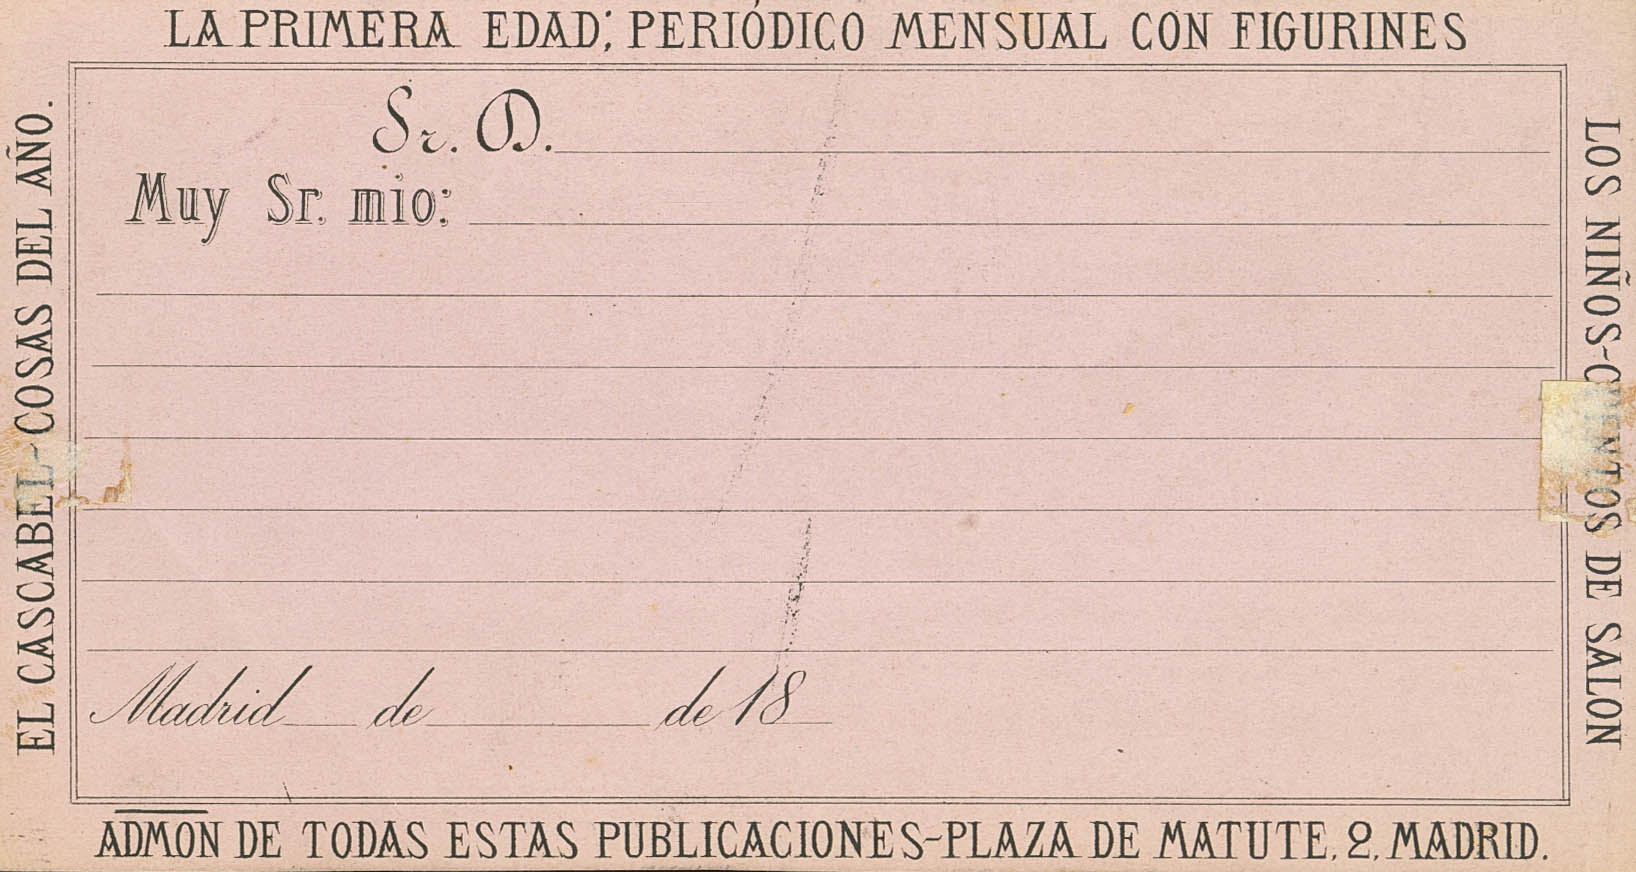 LA PRIMERA EDAD; PERIÓDICO MENSUAL CON FIGURINES
EL CASCABEL-COSAS DEL AÑO.
Sr. D.
Muy Sr. mio:
Madrid de de 18
LOS NIÑOS-CUENTOS DE SALON
ADMON DE TODAS ESTAS PUBLICACIONES-PLAZA DE MATUTE, 2, MADRID.